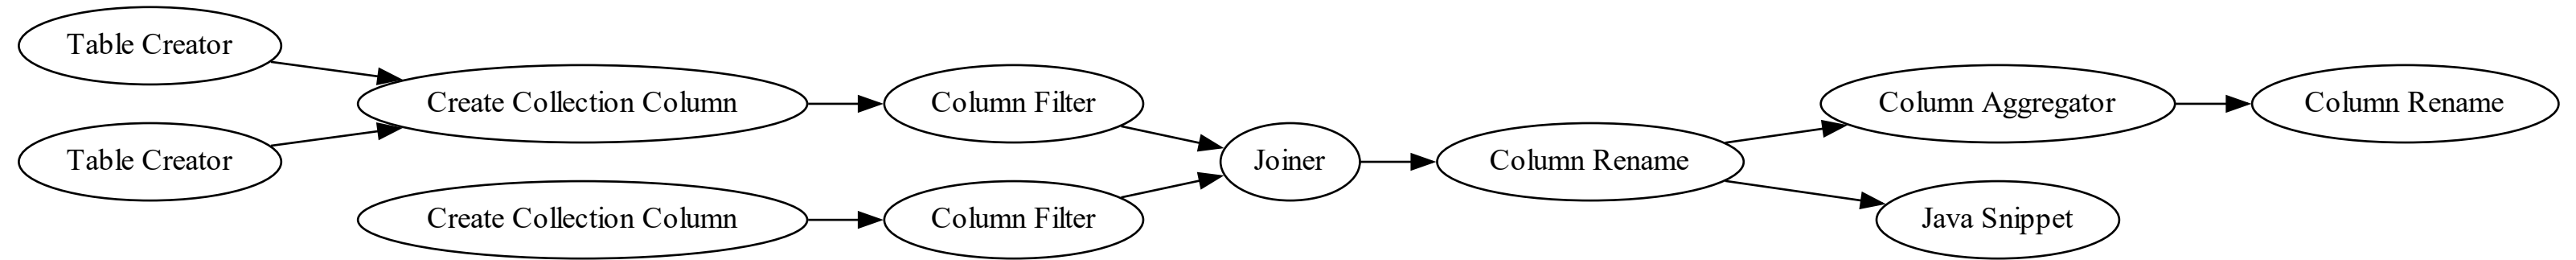 Table Creator
Table Creator
Create Collection Column
Create Collection Column
Column Filter
Column Filter
Joiner
Column Rename
Column Aggregator
Java Snippet
Column Rename